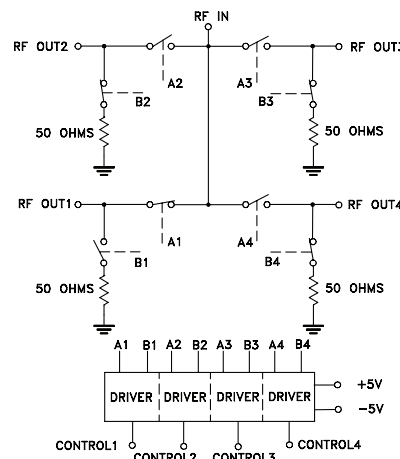 RF IN
RF OUT2
RF OUT3
A2
A3
B2
B3
50 OHMS
50 OHMS
RF OUT1
RF OUT4
A1
A4
B1
B4
50 OHMS
50 OHMS
A1 B1 A2 B2 A3 B3 A4 B4
DRIVER DRIVER DRIVER DRIVER
+5V
-5V
CONTROL1 CONTROL2 CONTROL3 CONTROL4